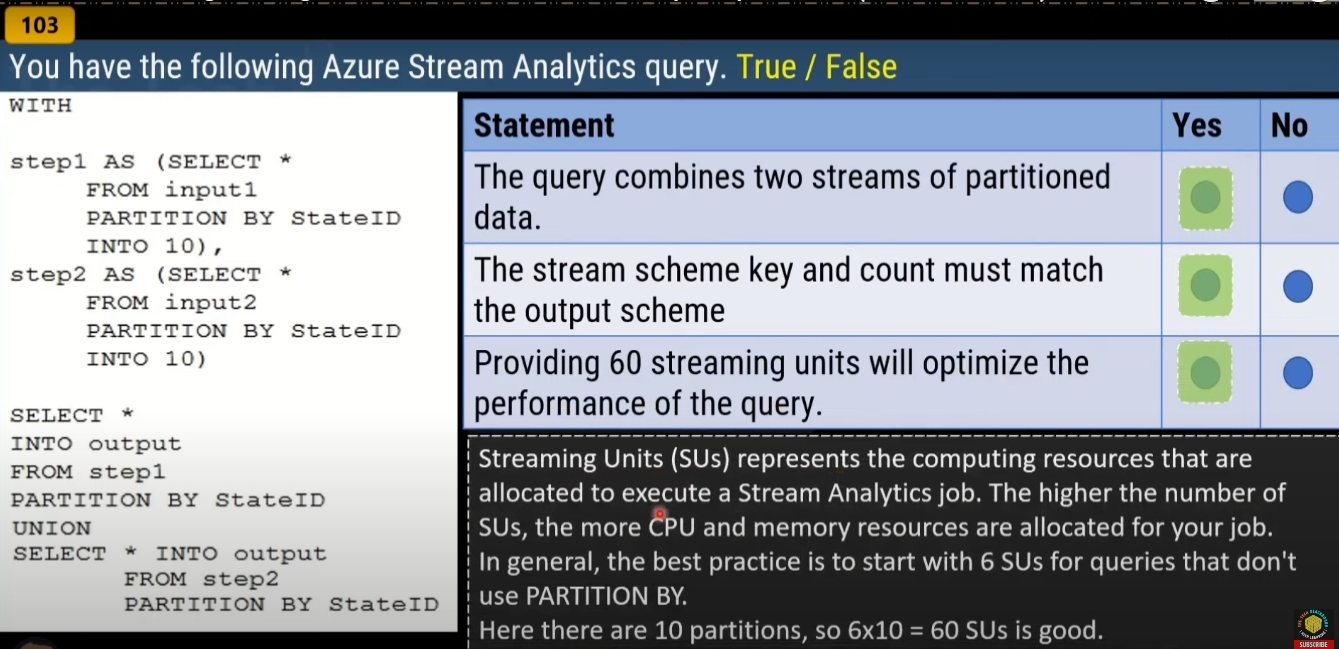 103
You have the following Azure Stream Analytics query. True / False
WITH
step1 AS (SELECT *
FROM input1
PARTITION BY StateID
INTO 10),
step2 AS (SELECT *
FROM input2
PARTITION BY StateID
INTO 10)
SELECT *
INTO output
FROM step1
PARTITION BY StateID
UNION
SELECT * INTO output
FROM step2
PARTITION BY StateID
Statement Yes No
The query combines two streams of partitioned
data.
The stream scheme key and count must match
the output scheme
Providing 60 streaming units will optimize the
performance of the query.
Streaming Units (SUs) represents the computing resources that are
allocated to execute a Stream Analytics job. The higher the number of
SUs, the more CPU and memory resources are allocated for your job.
In general, the best practice is to start with 6 SUs for queries that don't
use PARTITION BY.
Here there are 10 partitions, so 6x10 = 60 SUs is good.
SUBSCRIBE